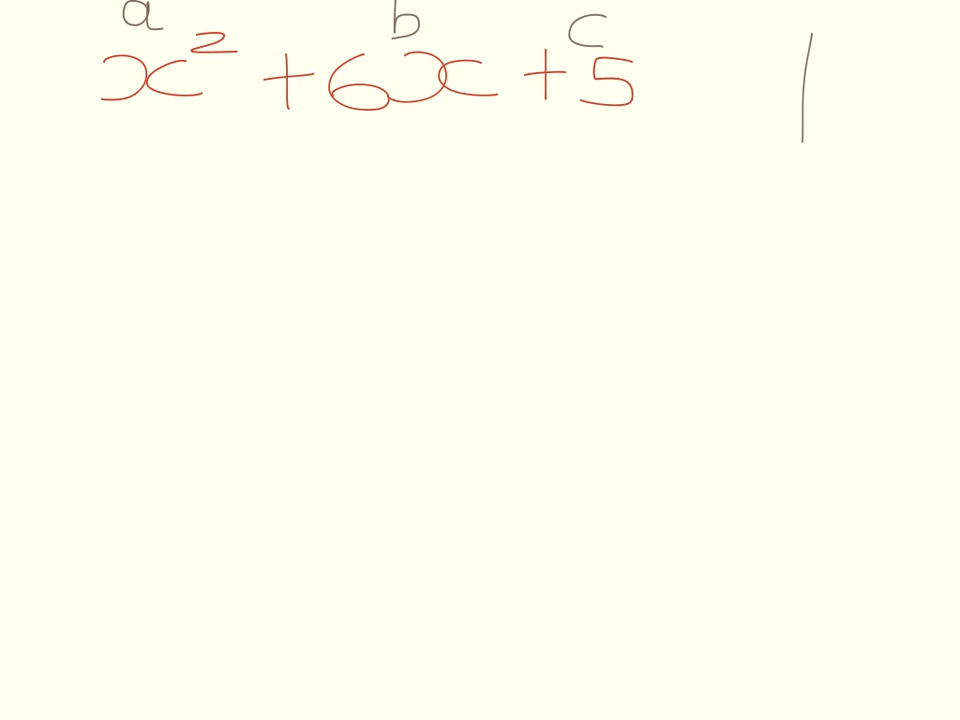 a b c
x² + 6x + 5